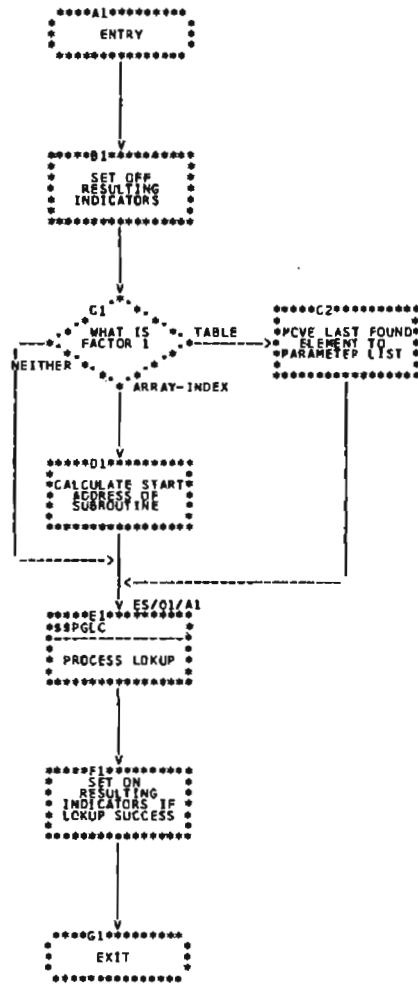 A1
ENTRY
B1
SET OFF
RESULTING
INDICATORS
C1
WHAT IS
FACTOR 1
TABLE
NEITHER
ARRAY-INDEX
C2
MOVE LAST FOUND
ELEMENT TO
PARAMETER LIST
D1
CALCULATE START
ADDRESS OF
SUBROUTINE
ES/01/A1
E1
$$PGLC
PROCESS LOKUP
F1
SET ON
RESULTING
INDICATORS IF
LOKUP SUCCESS
G1
EXIT